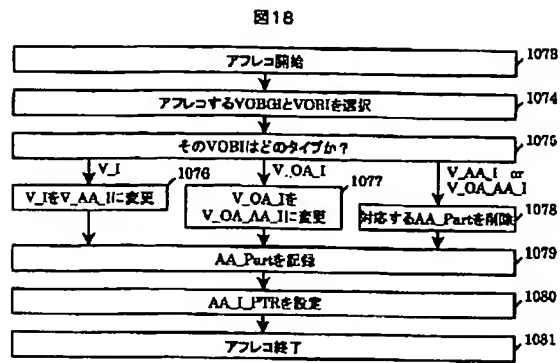 図18
アフレコ開始 1073
アフレコするVOBGIとVOBIを選択 1074
そのVOBIはどのタイプか？ 1075
V_I V_OA_I V_AA_I or
V_OA_AA_I
V_IをV_AA_Iに変更 1076
V_OA_Iを
V_OA_AA_Iに変更 1077
対応するAA_Partを削除 1078
AA_Partを記録 1079
AA_I_PTRを設定 1080
アフレコ終了 1081